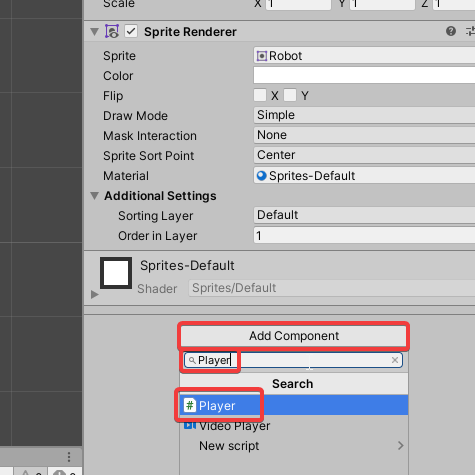 Scale X 1 Y 1 Z 1
Sprite Renderer
Sprite Robot
Color
Flip X Y
Draw Mode Simple
Mask Interaction None
Sprite Sort Point Center
Material Sprites-Default
Additional Settings
Sorting Layer Default
Order in Layer 1
Sprites-Default
Shader Sprites/Default
Add Component
Player
Search
Player
Video Player
New script